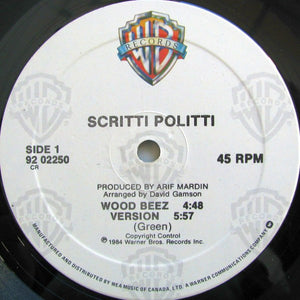 WB
RECORDS
SCRITTI POLITTI
SIDE 1
92 02250
CR
45 RPM
PRODUCED BY ARIF MARDIN
Arranged by David Gamson
WOOD BEEZ 4:48
VERSION 5:57
(Green)
Copyright Control
©1984 Warner Bros. Records Inc.
MANUFACTURED AND DISTRIBUTED IN CANADA BY WEA MUSIC OF CANADA, LTD. A WARNER COMMUNICATIONS COMPANY